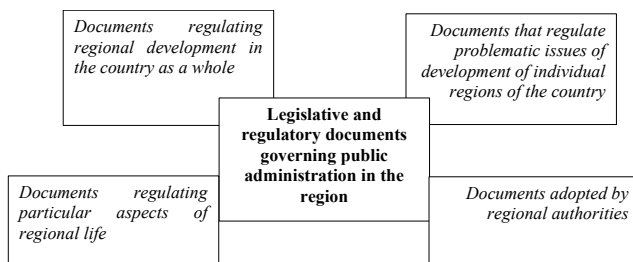 Documents regulating
regional development in
the country as a whole
Documents that regulate
problematic issues of
development of individual
regions of the country
Legislative and
regulatory documents
governing public
administration in the
region
Documents regulating
particular aspects of
regional life
Documents adopted by
regional authorities